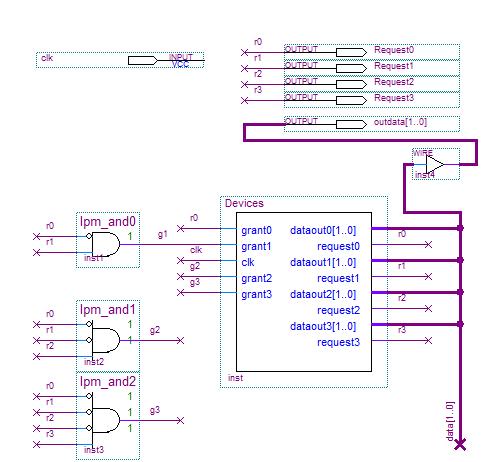 clk
INPUT
VCC
r0
OUTPUT
Request0
r1
OUTPUT
Request1
r2
OUTPUT
Request2
r3
OUTPUT
Request3
OUTPUT
outdata[1..0]
WIRE
inst4
Devices
r0
grant0
dataout0[1..0]
r0
grant1
request0
clk
clk
dataout1[1..0]
g2
grant2
request1
r1
g3
grant3
dataout2[1..0]
request2
r2
dataout3[1..0]
request3
r3
inst
lpm_and0
r0
r1
1
g1
inst1
lpm_and1
r0
r1
r2
1
1
g2
inst2
lpm_and2
r0
r1
r2
r3
1
1
g3
inst3
data[1..0]